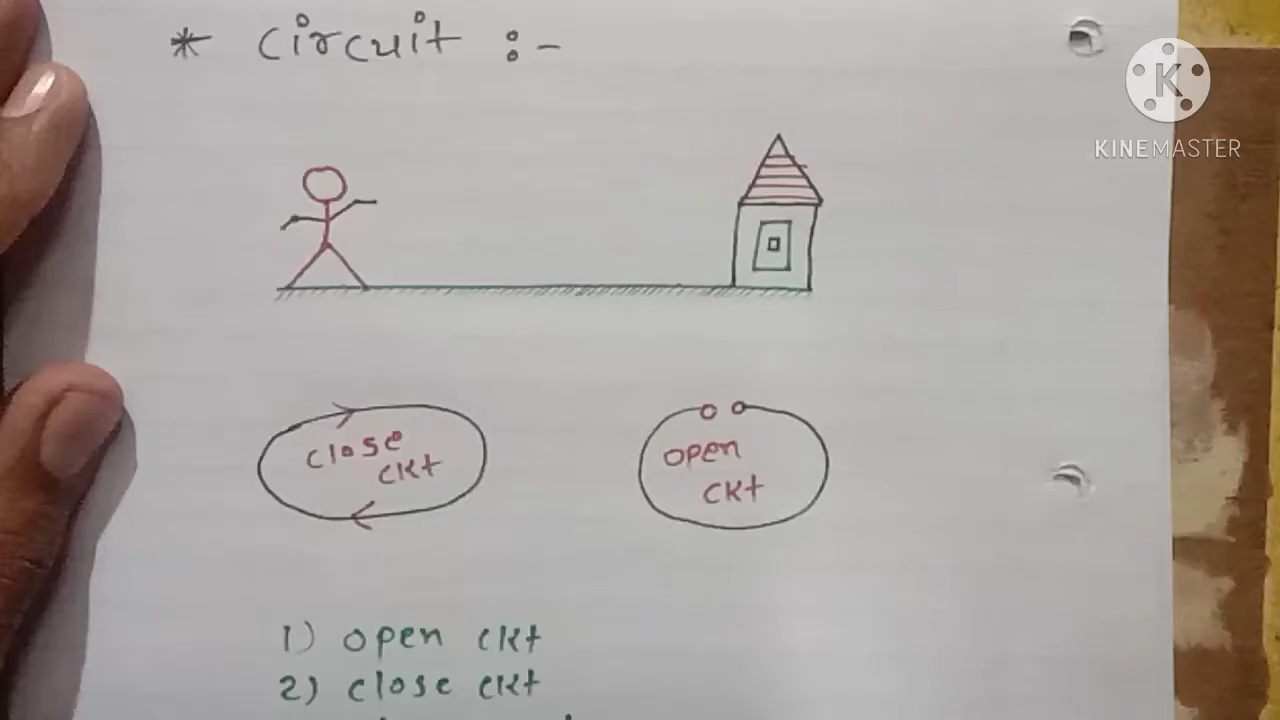 * Circuit :-
K
KINEMASTER
close
ckt
open
ckt
1) open ckt
2) close ckt